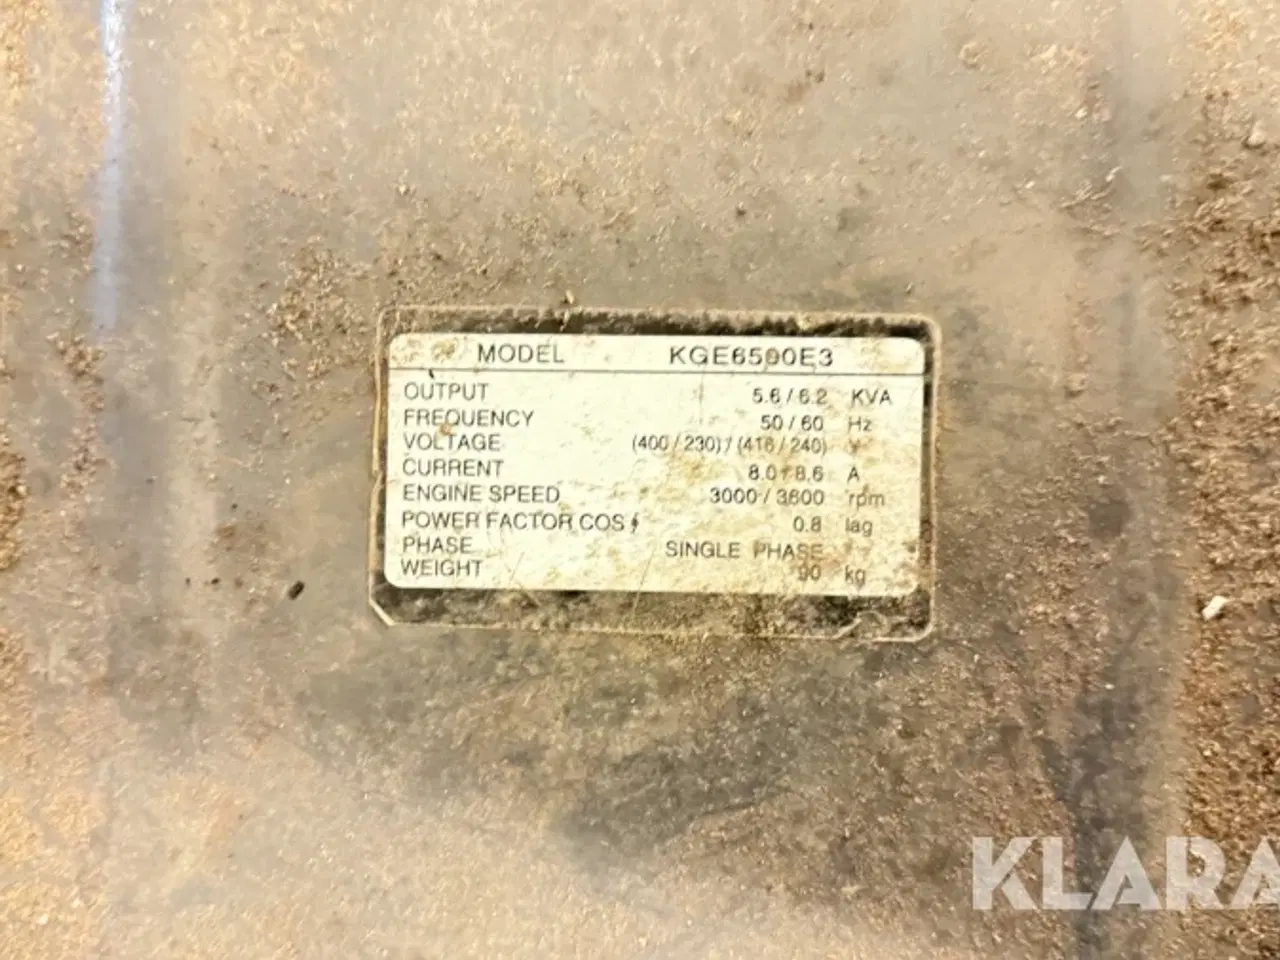 MODEL KGE6500E3
OUTPUT 5.6 / 6.2 KVA
FREQUENCY 50 / 60 Hz
VOLTAGE (400 / 230) / (416 / 240) V
CURRENT 8.0 / 8.6 A
ENGINE SPEED 3000 / 3600 rpm
POWER FACTOR COS ϕ 0.8 lag
PHASE SINGLE PHASE
WEIGHT 90 kg
KLARA